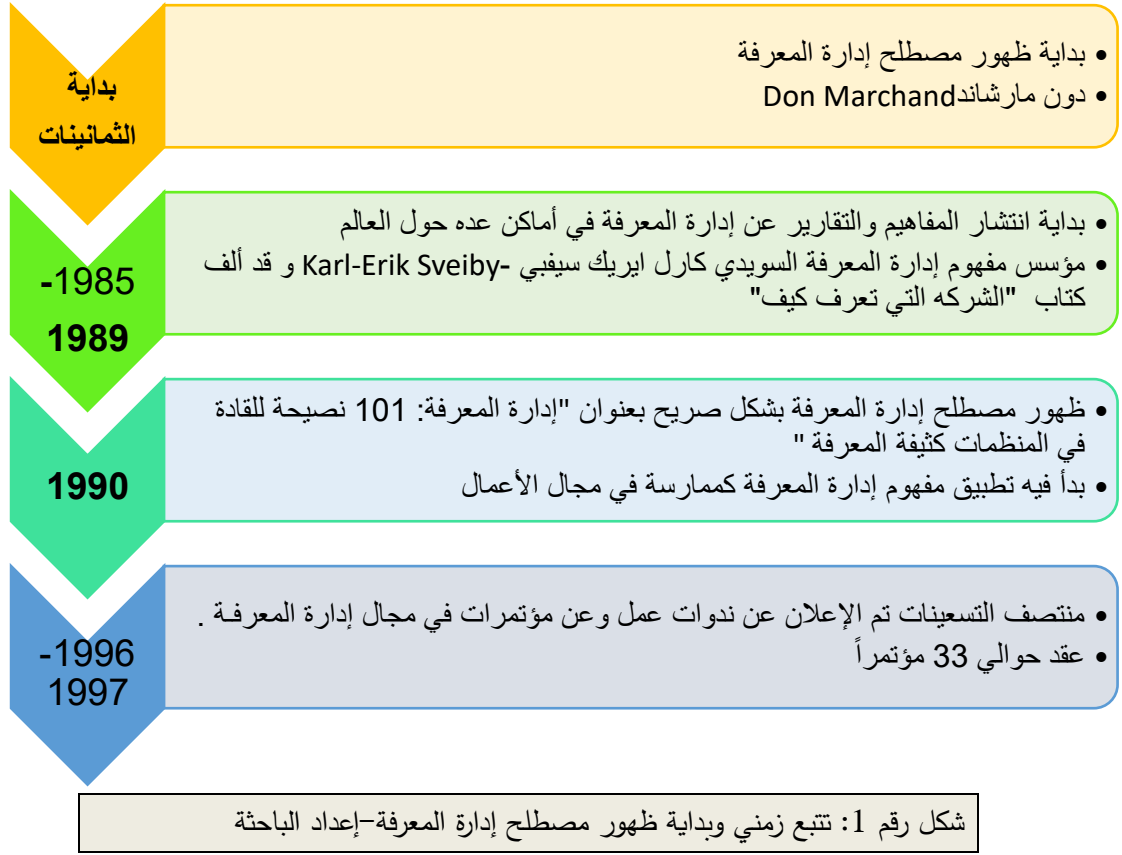 بداية
الثمانينات
• بداية ظهور مصطلح إدارة المعرفة
• دون مارشاندDon Marchand
1985-
1989
• بداية انتشار المفاهيم والتقارير عن إدارة المعرفة في أماكن عده حول العالم
• مؤسس مفهوم إدارة المعرفة السويدي كارل ايريك سيفبي -Karl-Erik Sveiby و قد ألف
كتاب "الشركه التي تعرف كيف"
1990
• ظهور مصطلح إدارة المعرفة بشكل صريح بعنوان "إدارة المعرفة: 101 نصيحة للقادة
في المنظمات كثيفة المعرفة "
• بدأ فيه تطبيق مفهوم إدارة المعرفة كممارسة في مجال الأعمال
1996-
1997
• منتصف التسعينات تم الإعلان عن ندوات عمل وعن مؤتمرات في مجال إدارة المعرفـة .
• عقد حوالي 33 مؤتمراً
شكل رقم 1: تتبع زمني وبداية ظهور مصطلح إدارة المعرفة–إعداد الباحثة